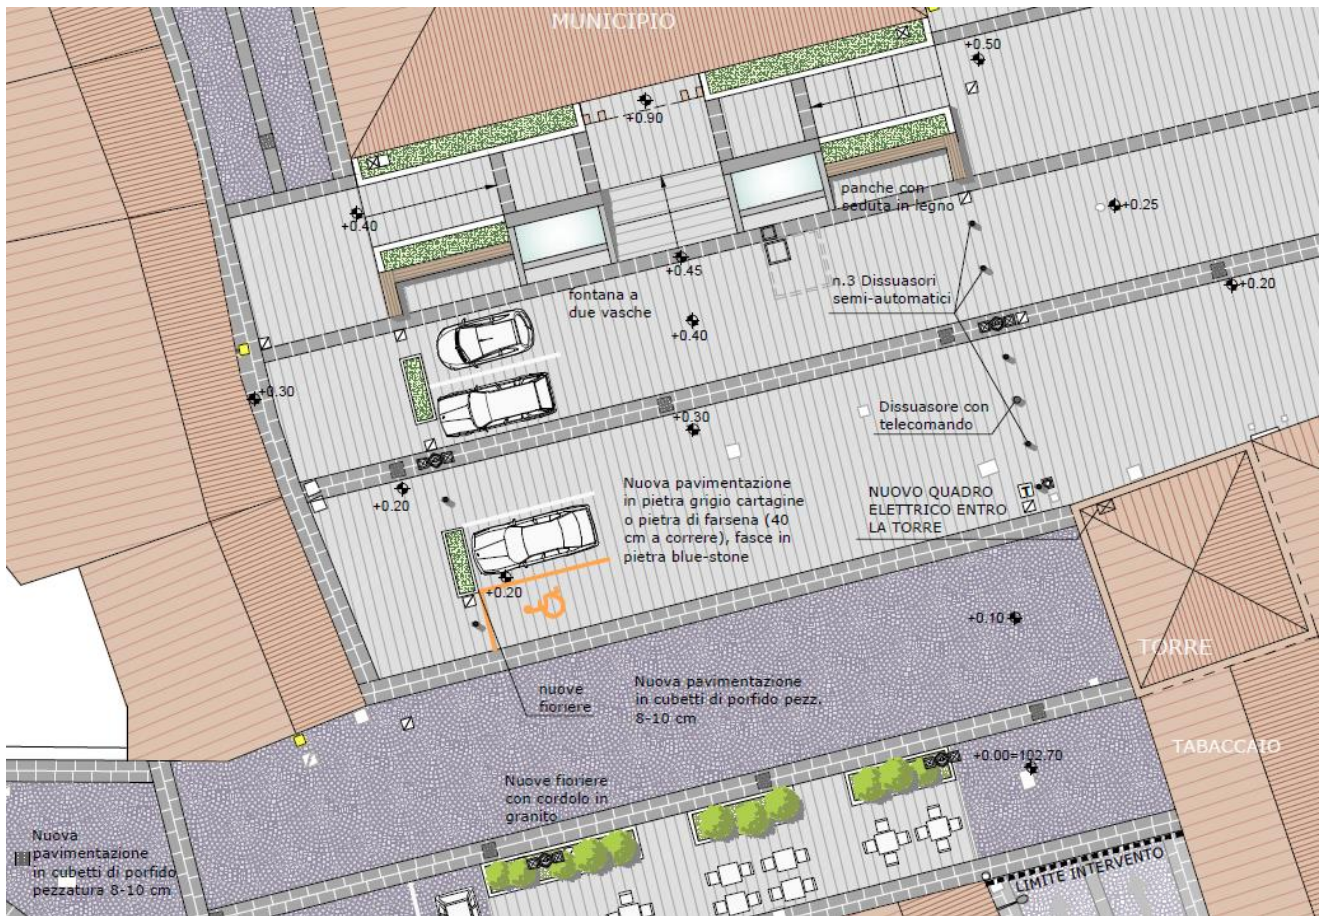 MUNICIPIO
+0.50
+0.90
panche con
seduta in legno
+0.25
+0.40
+0.45
n.3 Dissuasori
semi-automatici
+0.20
fontana a
due vasche
+0.40
+0.30
Dissuasore con
telecomando
+0.30
+0.20
Nuova pavimentazione
in pietra grigio cartagine
o pietra di farsena (40
cm a correre), fasce in
pietra blue-stone
NUOVO QUADRO
ELETTRICO ENTRO
LA TORRE
T
+0.20
+0.10
TORRE
nuove
fioriere
Nuova pavimentazione
in cubetti di porfido pezz.
8-10 cm
TABACCAIO
+0.00=102.70
Nuove fioriere
con cordolo in
granito
Nuova
pavimentazione
in cubetti di porfido
pezzatura 8-10 cm
LIMITE INTERVENTO